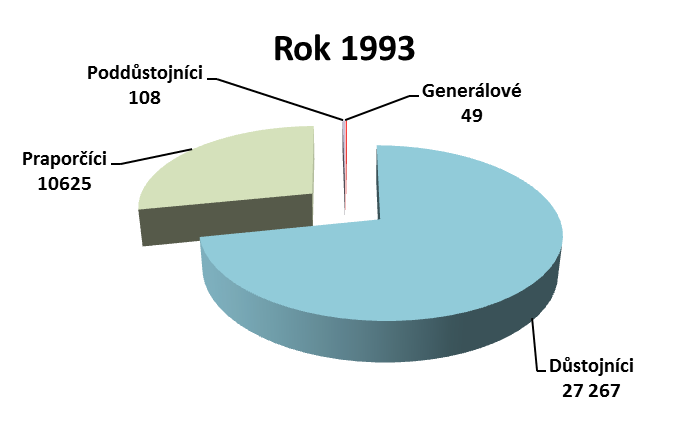 Rok 1993
Poddůstojníci
108
Generálové
49
Praporčíci
10625
Důstojníci
27 267